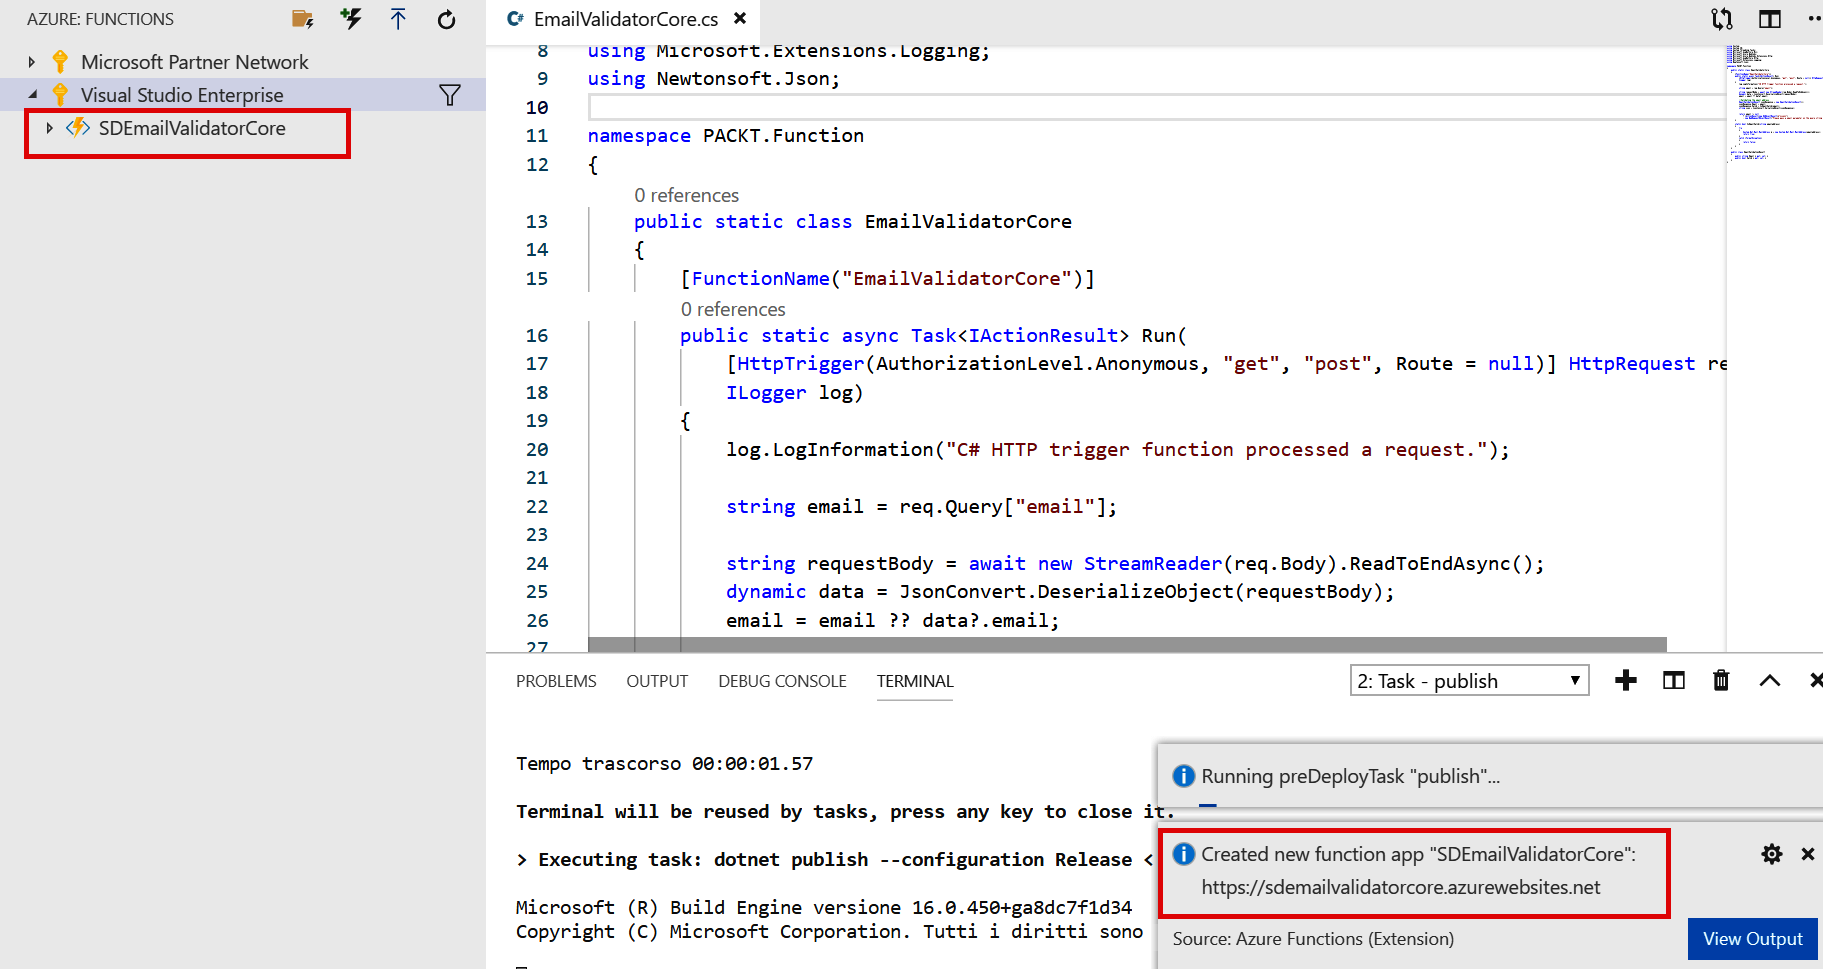 AZURE: FUNCTIONS
Microsoft Partner Network
Visual Studio Enterprise
SDEmailValidatorCore
C# EmailValidatorCore.cs
8 using Microsoft.Extensions.Logging;
9 using Newtonsoft.Json;
10
11 namespace PACKT.Function
12 {
0 references
13 public static class EmailValidatorCore
14 {
15 [FunctionName("EmailValidatorCore")]
0 references
16 public static async Task<IActionResult> Run(
17 [HttpTrigger(AuthorizationLevel.Anonymous, "get", "post", Route = null)] HttpRequest re
18 ILogger log)
19 {
20 log.LogInformation("C# HTTP trigger function processed a request.");
21
22 string email = req.Query["email"];
23
24 string requestBody = await new StreamReader(req.Body).ReadToEndAsync();
25 dynamic data = JsonConvert.DeserializeObject(requestBody);
26 email = email ?? data?.email;
27
PROBLEMS OUTPUT DEBUG CONSOLE TERMINAL
2: Task - publish
Tempo trascorso 00:00:01.57
Terminal will be reused by tasks, press any key to close it.
> Executing task: dotnet publish --configuration Release <
Microsoft (R) Build Engine versione 16.0.450+ga8dc7f1d34
Copyright (C) Microsoft Corporation. Tutti i diritti sono
Running preDeployTask "publish"...
Created new function app "SDEmailValidatorCore":
https://sdemailvalidatorcore.azurewebsites.net
Source: Azure Functions (Extension)
View Output